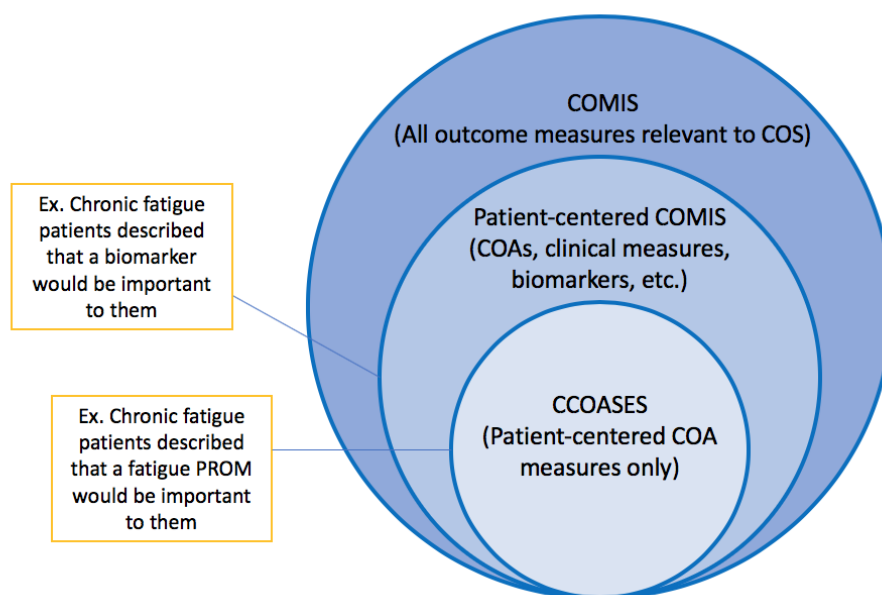 COMIS
(All outcome measures relevant to COS)
Ex. Chronic fatigue
patients described
that a biomarker
would be important
to them
Patient-centered COMIS
(COAs, clinical measures,
biomarkers, etc.)
Ex. Chronic fatigue
patients described
that a fatigue PROM
would be important
to them
CCOASES
(Patient-centered COA
measures only)